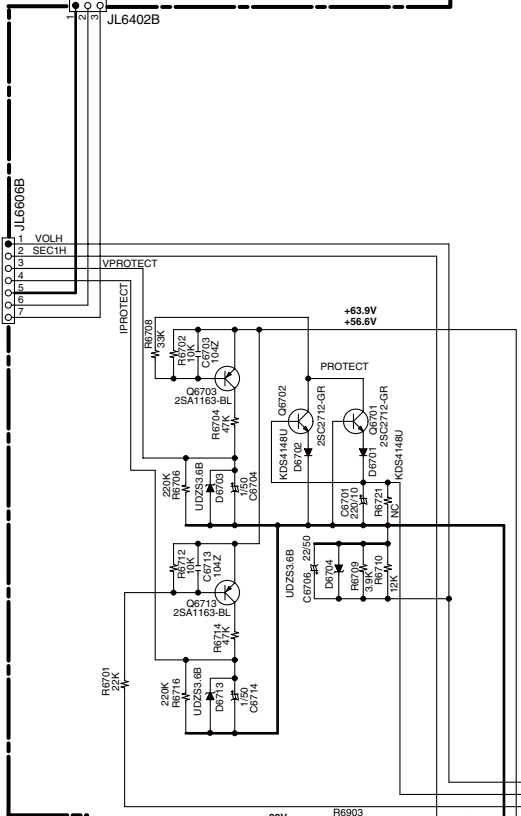 1
2
3
JL6402B
JL6606B
1 VOLH
2 SEC1H
3 VPROTECT
4
5
6
7
IPROTECT
+63.9V
+56.6V
R6708
33K
R6702
10K
C6703
104Z
Q6703
2SA1163-BL
R6704
47K
PROTECT
Q6702
2SC2712-GR
KDS4148U
D6702
Q6701
2SC2712-GR
D6701
KDS4148U
220K
R6706
UDZS3.6B
D6703
1/50
C6704
C6701
220/10
R6721
NC
R6712
10K
C6713
104Z
Q6713
2SA1163-BL
R6714
47K
UDZS3.6B
C6706
22/50
D6704
R6709
3.9K
R6710
12K
R6701
22K
220K
R6716
UDZS3.6B
D6713
1/50
C6714
R6903